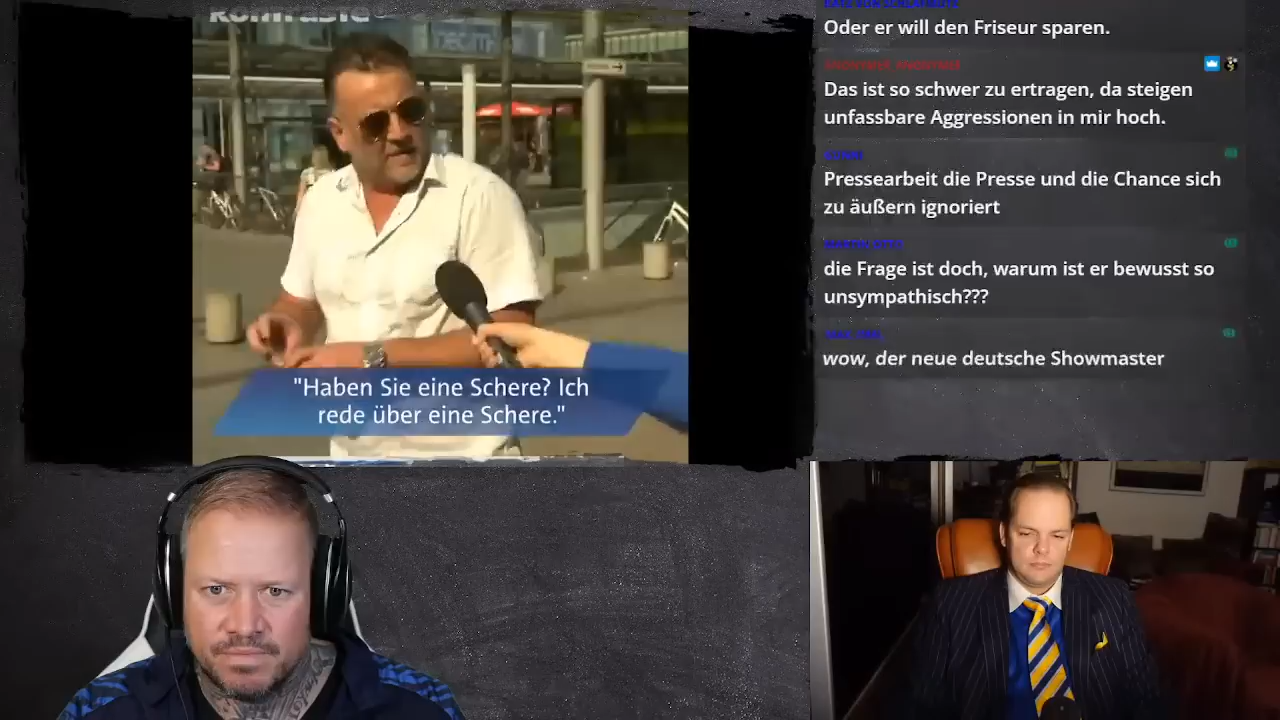 kontraste
"Haben Sie eine Schere? Ich
rede über eine Schere."
Oder er will den Friseur sparen.
Das ist so schwer zu ertragen, da steigen
unfassbare Aggressionen in mir hoch.
Pressearbeit die Presse und die Chance sich
zu äußern ignoriert
die Frage ist doch, warum ist er bewusst so
unsympathisch???
wow, der neue deutsche Showmaster